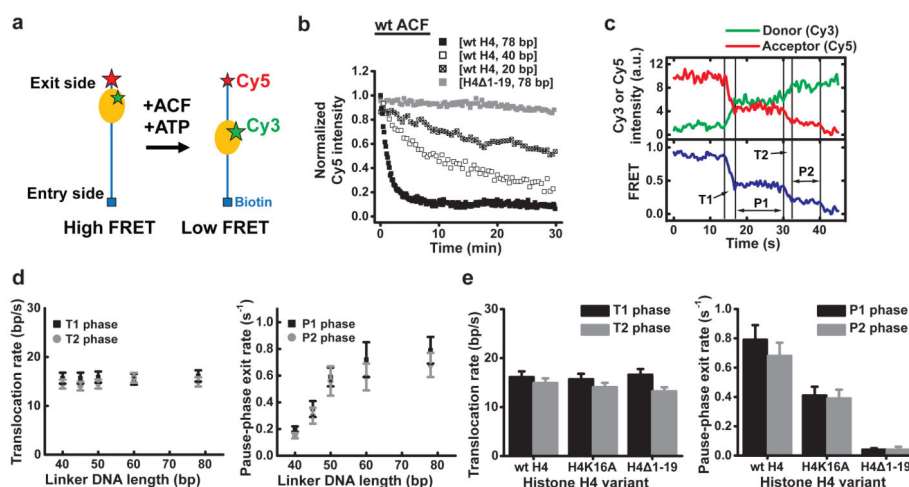 a
Exit side
Cy5
+ACF
+ATP
Cy3
Entry side
Biotin
High FRET
Low FRET
b
wt ACF
[wt H4, 78 bp]
[wt H4, 40 bp]
[wt H4, 20 bp]
[H4Δ1-19, 78 bp]
Normalized
Cy5 intensity
1.0
0.8
0.6
0.4
0.2
0.0
0
10
20
30
Time (min)
c
Donor (Cy3)
Acceptor (Cy5)
Cy3 or Cy5
intensity (a.u.)
12
8
4
0
FRET
1.0
0.5
0.0
T1
P1
T2
P2
0
10
20
30
40
Time (s)
d
Translocation rate (bp/s)
30
15
0
T1 phase
T2 phase
40
50
60
70
80
Linker DNA length (bp)
Pause-phase exit rate (s⁻¹)
1.0
0.8
0.6
0.4
0.2
0.0
P1 phase
P2 phase
40
50
60
70
80
Linker DNA length (bp)
e
Translocation rate (bp/s)
30
15
0
T1 phase
T2 phase
wt H4
H4K16A
H4Δ1-19
Histone H4 variant
Pause-phase exit rate (s⁻¹)
1.0
0.8
0.6
0.4
0.2
0.0
P1 phase
P2 phase
wt H4
H4K16A
H4Δ1-19
Histone H4 variant